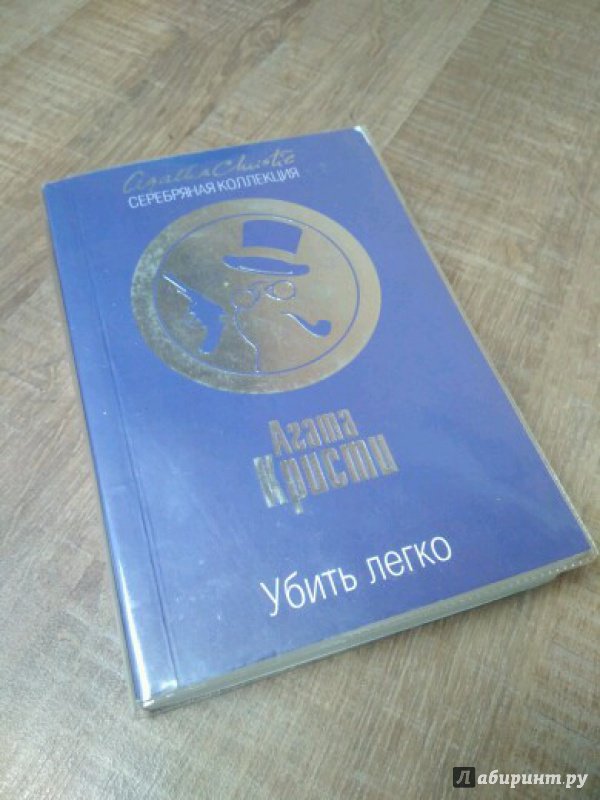 Agatha Christie
СЕРЕБРЯНАЯ КОЛЛЕКЦИЯ
Агата
Кристи
Убить легко
Лабиринт.ру